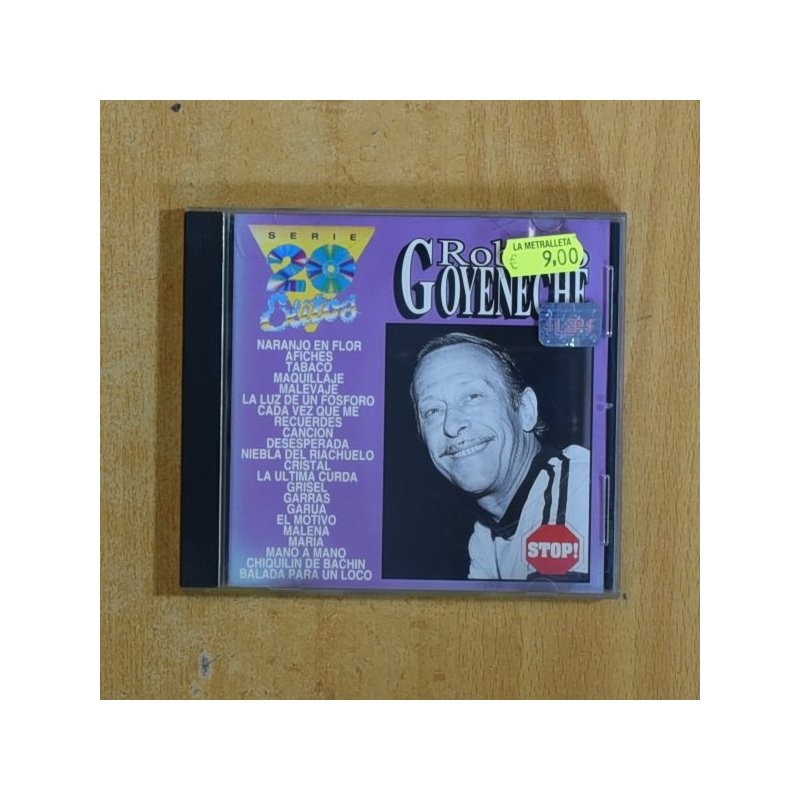 SERIE
20
Exitos
NARANJO EN FLOR
AFICHES
TABACO
MAQUILLAJE
MALEVAJE
LA LUZ DE UN FOSFORO
CADA VEZ QUE ME
RECUERDES
CANCION
DESESPERADA
NIEBLA DEL RIACHUELO
CRISTAL
LA ULTIMA CURDA
GRISEL
GARRAS
GARUA
EL MOTIVO
MALENA
MARIA
MANO A MANO
CHIQUILIN DE BACHIN
BALADA PARA UN LOCO
GOYENECHE
LA METRALLETA
€ 9,00
STOP!